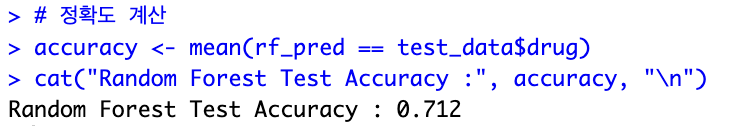 > # 정확도 계산
> accuracy <- mean(rf_pred == test_data$drug)
> cat("Random Forest Test Accuracy :", accuracy, "\n")
Random Forest Test Accuracy : 0.712